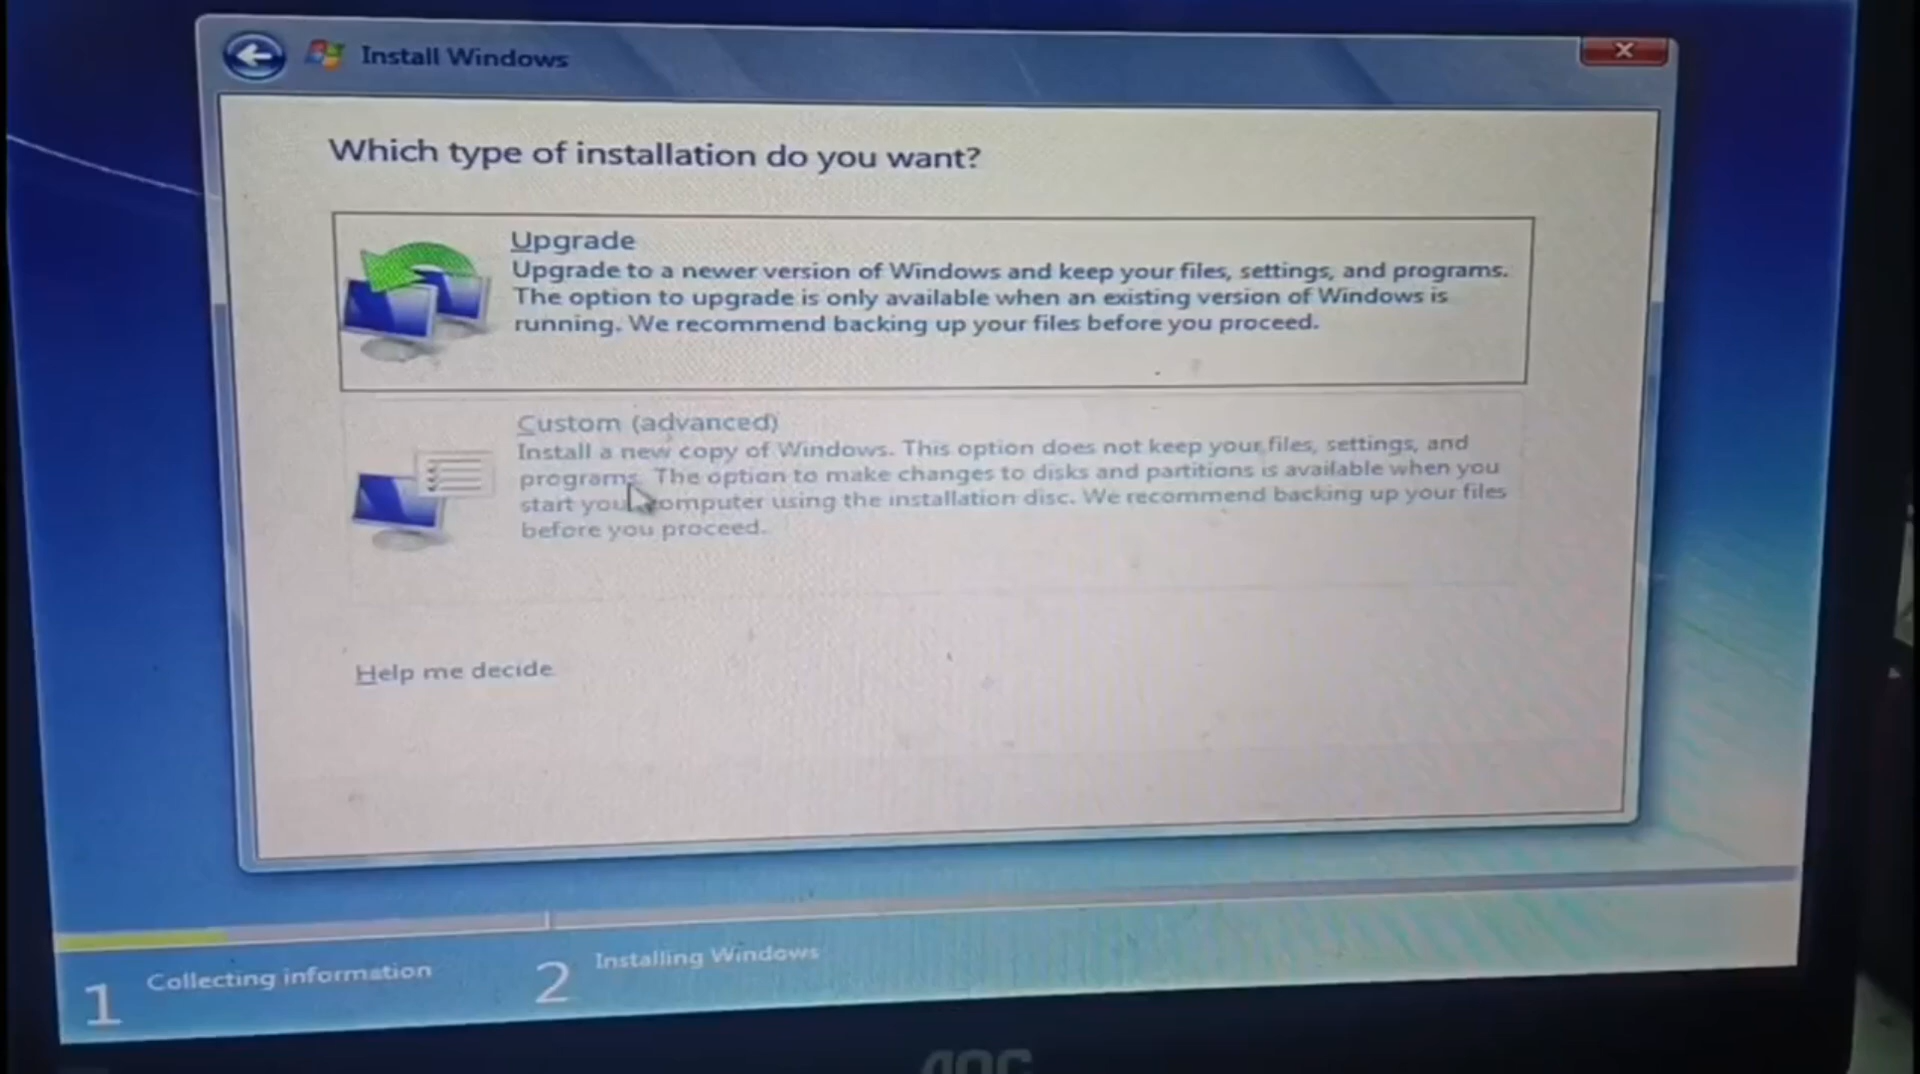 Install Windows
Which type of installation do you want?
Upgrade
Upgrade to a newer version of Windows and keep your files, settings, and programs.
The option to upgrade is only available when an existing version of Windows is
running. We recommend backing up your files before you proceed.
Custom (advanced)
Install a new copy of Windows. This option does not keep your files, settings, and
programs. The option to make changes to disks and partitions is available when you
start your computer using the installation disc. We recommend backing up your files
before you proceed.
Help me decide
1 Collecting information
2 Installing Windows
AOC